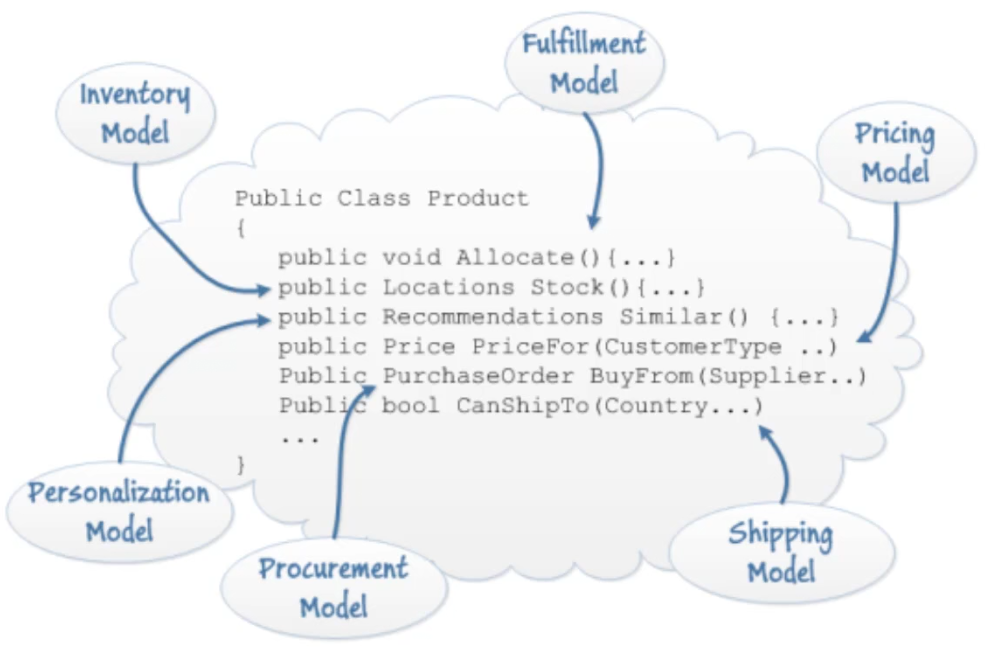 Fulfillment
Model
Inventory
Model
Pricing
Model
Public Class Product
{
public void Allocate(){...}
public Locations Stock(){...}
public Recommendations Similar() {...}
public Price PriceFor(CustomerType ..)
Public PurchaseOrder BuyFrom(Supplier..)
Public bool CanShipTo(Country...)
...
}
Personalization
Model
Procurement
Model
Shipping
Model